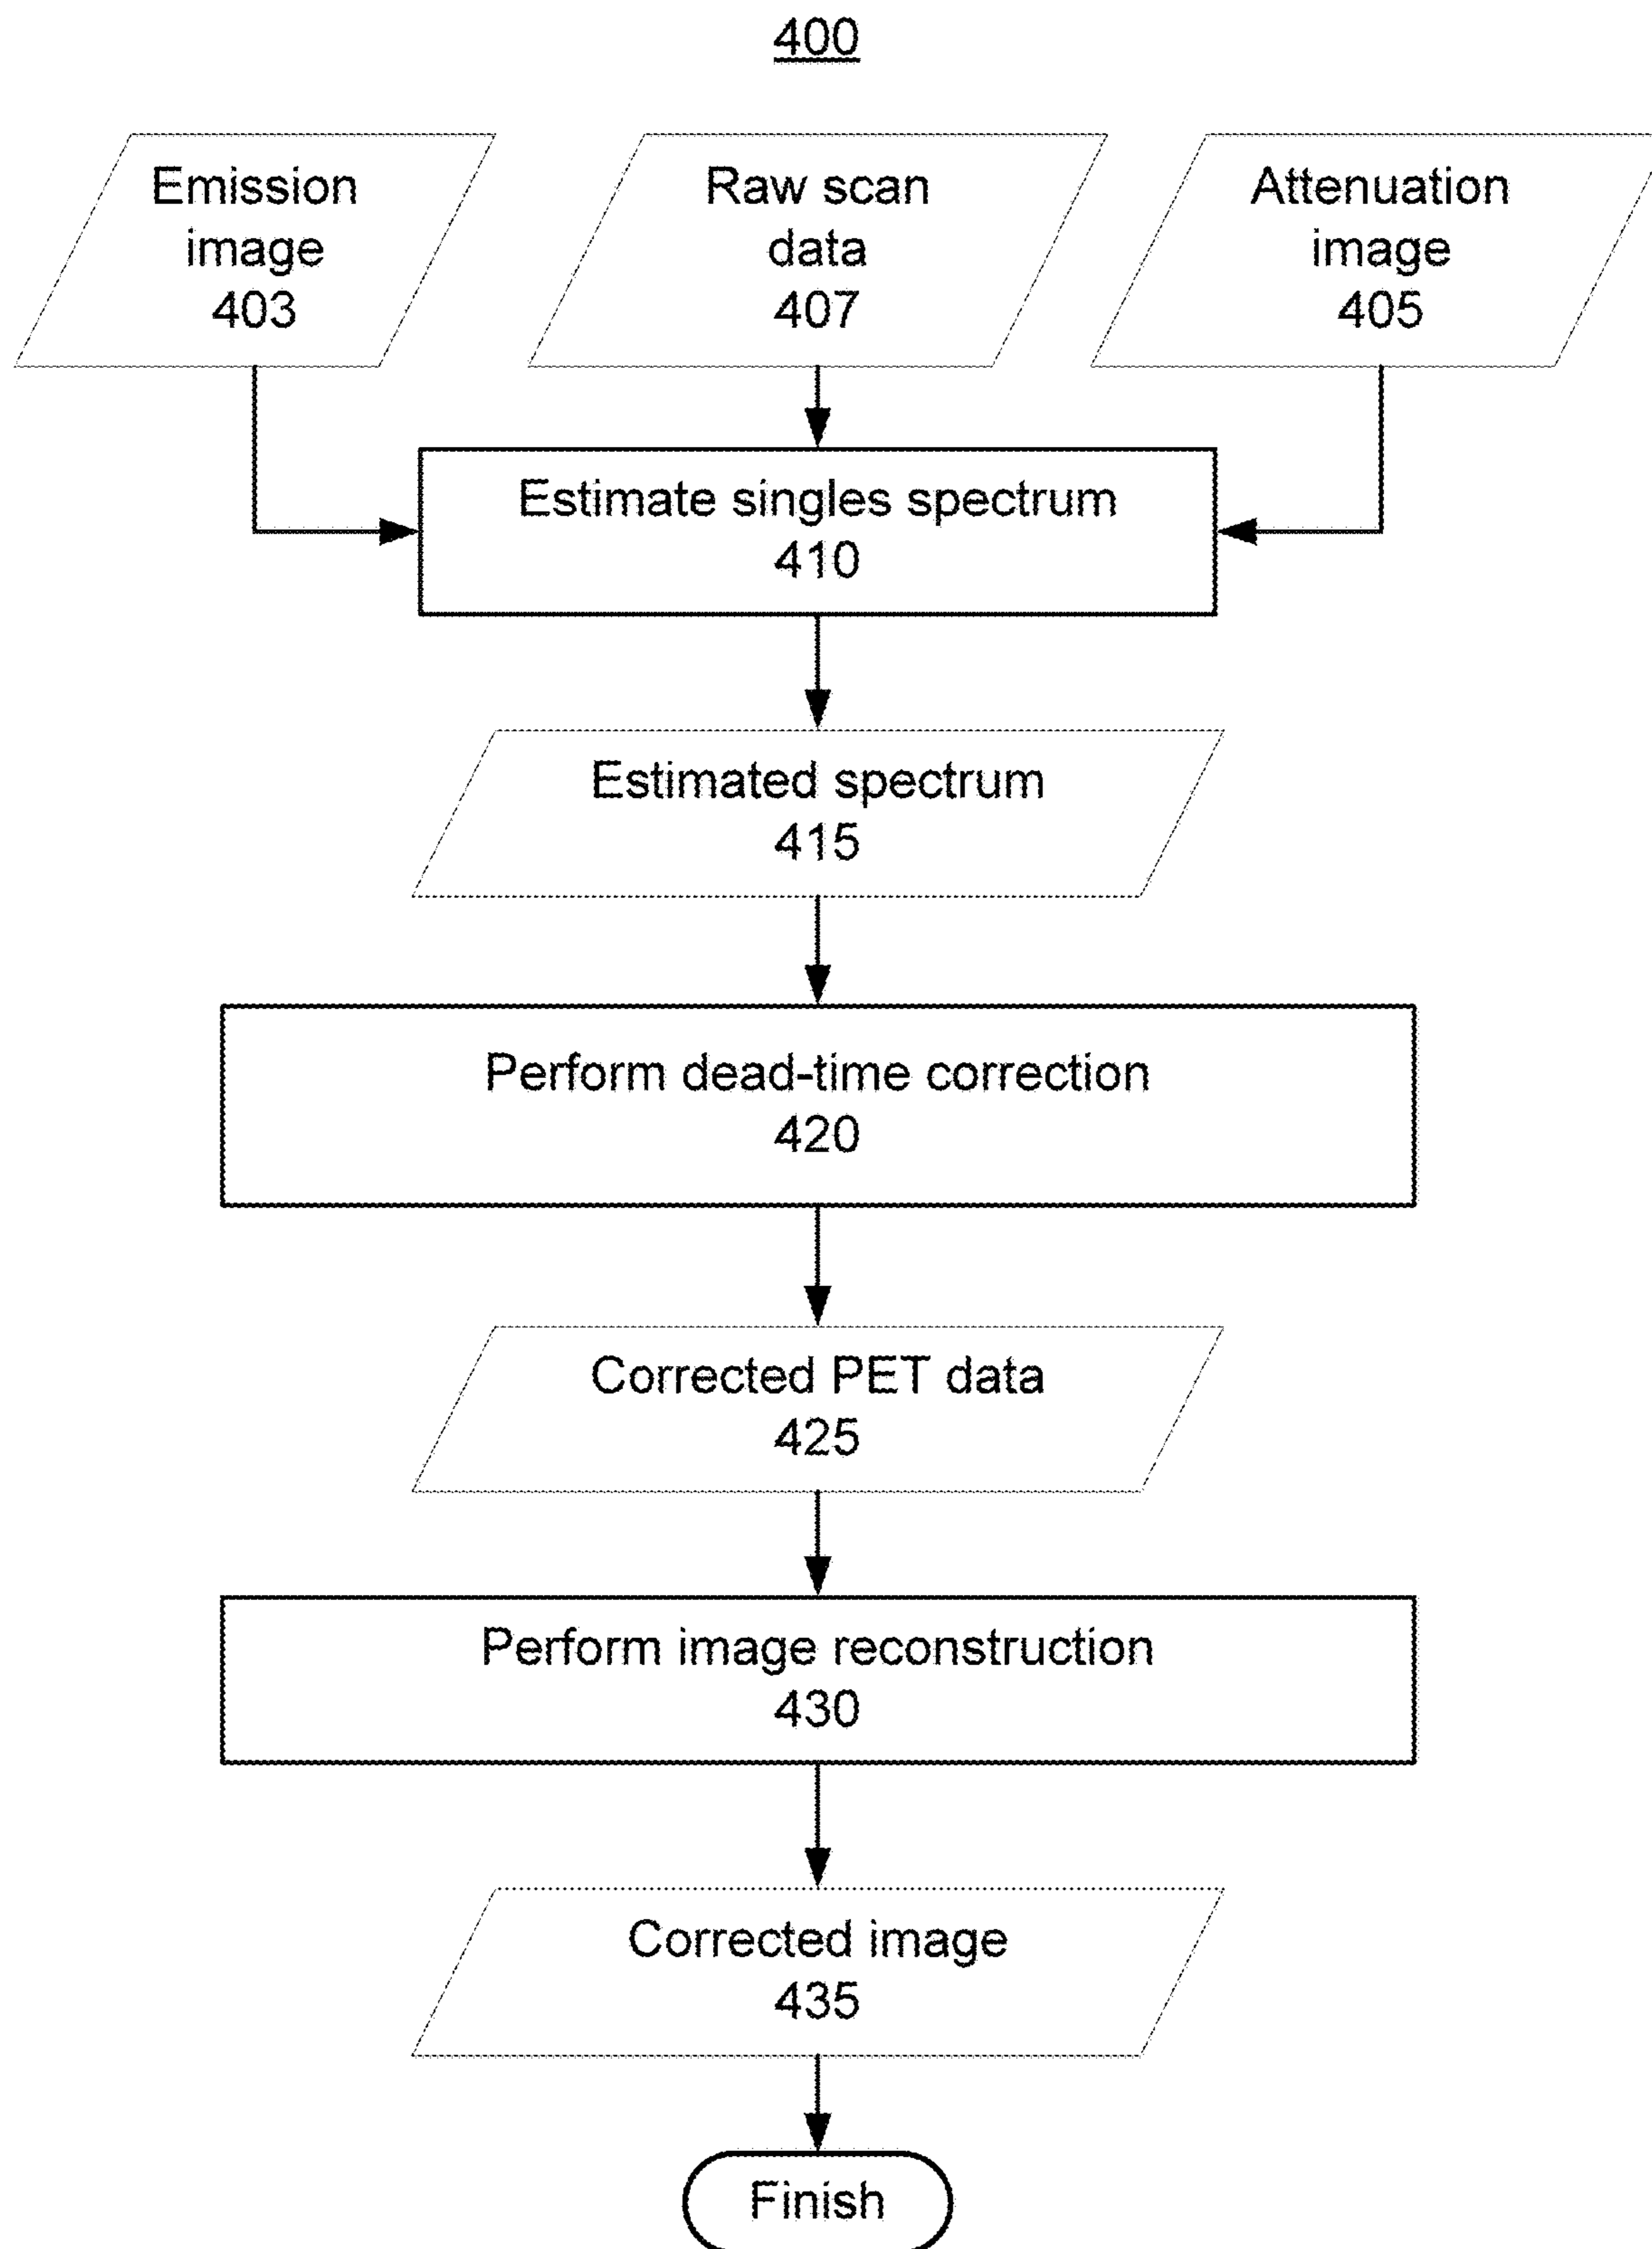 400
Emission
image
403
Raw scan
data
407
Attenuation
image
405
Estimate singles spectrum
410
Estimated spectrum
415
Perform dead-time correction
420
Corrected PET data
425
Perform image reconstruction
430
Corrected image
435
Finish